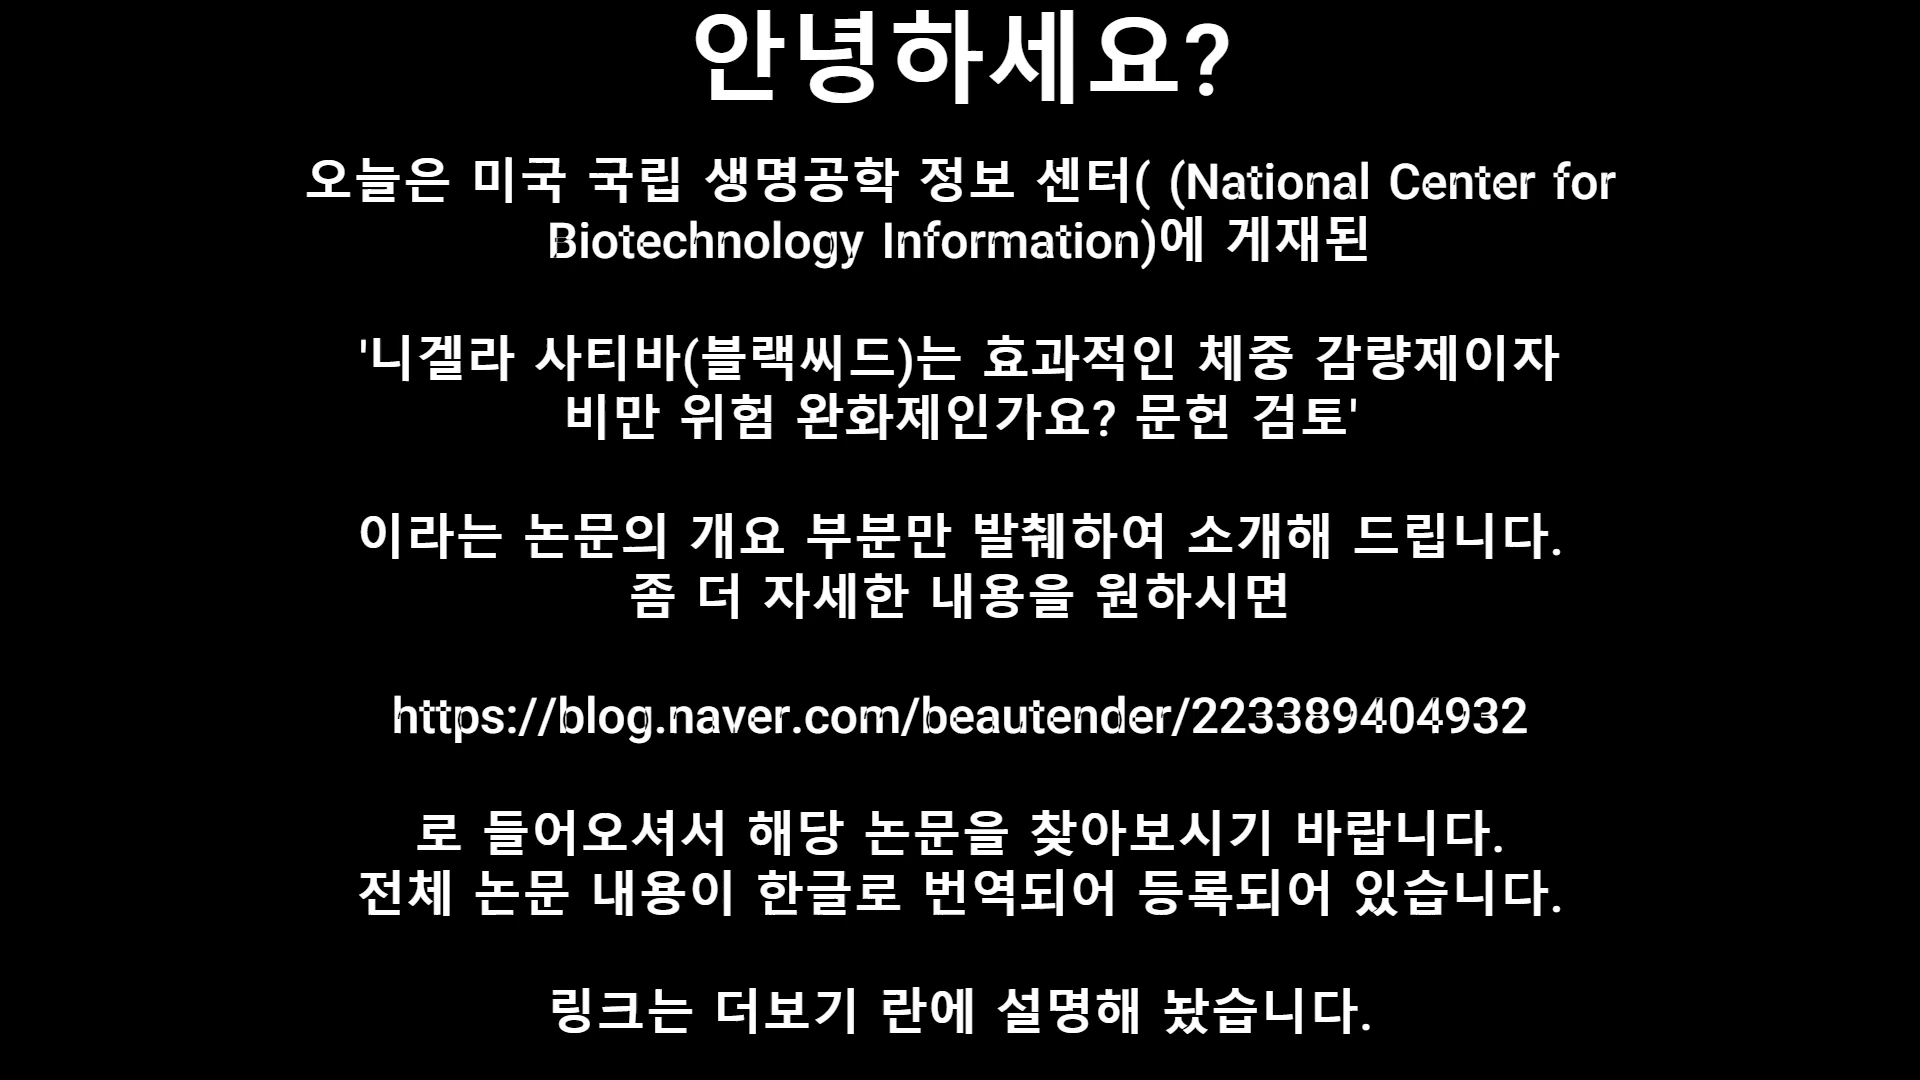 안녕하세요?
오늘은 미국 국립 생명공학 정보 센터( (National Center for
Biotechnology Information)에 게재된
'니겔라 사티바(블랙씨드)는 효과적인 체중 감량제이자
비만 위험 완화제인가요? 문헌 검토'
이라는 논문의 개요 부분만 발췌하여 소개해 드립니다.
좀 더 자세한 내용을 원하시면
https://blog.naver.com/beautender/223389404932
로 들어오셔서 해당 논문을 찾아보시기 바랍니다.
전체 논문 내용이 한글로 번역되어 등록되어 있습니다.
링크는 더보기 란에 설명해 놨습니다.